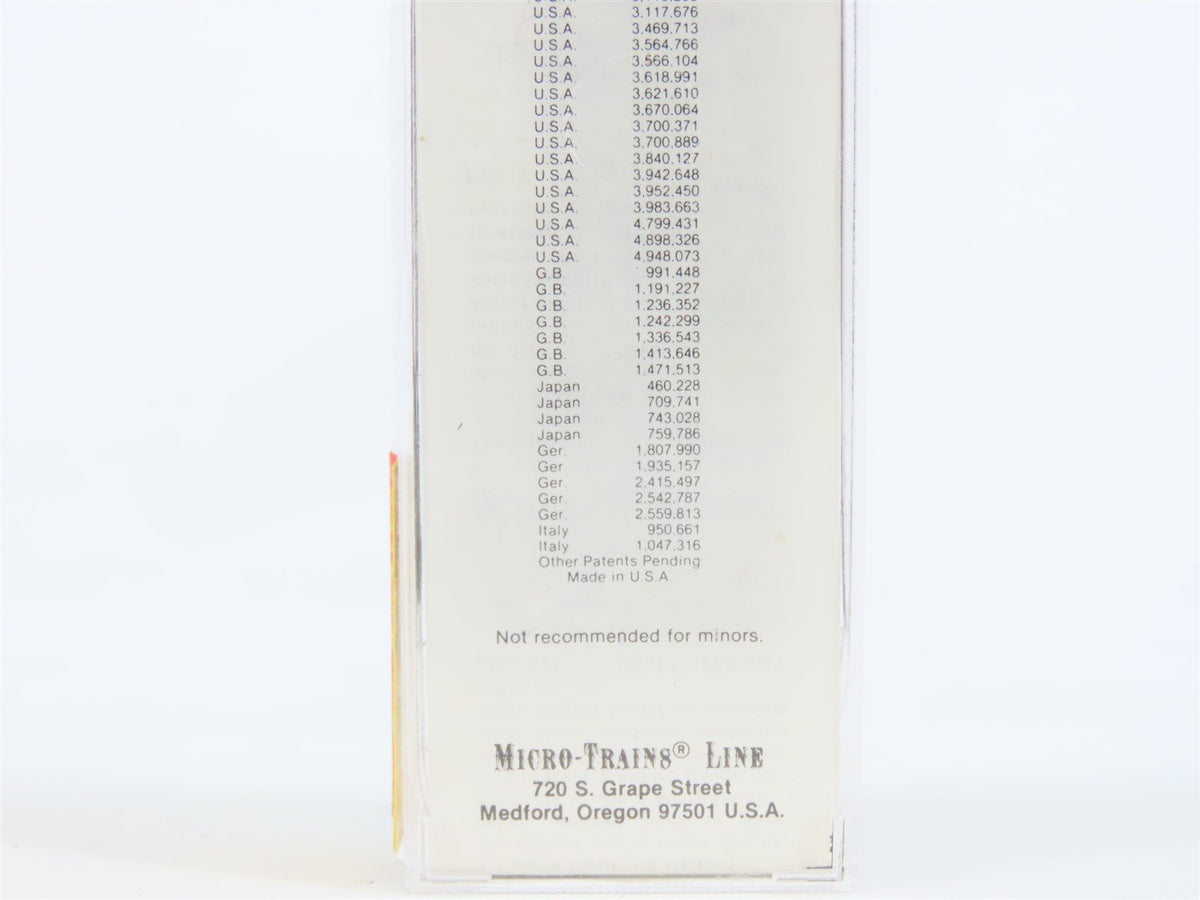 U.S.A. 3,117,676
U.S.A. 3,469,713
U.S.A. 3,564,766
U.S.A. 3,566,104
U.S.A. 3,618,991
U.S.A. 3,621,610
U.S.A. 3,670,064
U.S.A. 3,700,371
U.S.A. 3,700,889
U.S.A. 3,840,127
U.S.A. 3,942,648
U.S.A. 3,952,450
U.S.A. 3,983,663
U.S.A. 4,799,431
U.S.A. 4,898,326
U.S.A. 4,948,073
G.B. 991,448
G.B. 1,191,227
G.B. 1,236,352
G.B. 1,242,299
G.B. 1,336,543
G.B. 1,413,646
G.B. 1,471,513
Japan 460,228
Japan 709,741
Japan 743,028
Japan 759,786
Ger. 1,807,990
Ger 1,935,157
Ger. 2,415,497
Ger. 2,542,787
Ger. 2,559,813
Italy 950,661
Italy 1,047,316
Other Patents Pending
Made in U.S.A.
Not recommended for minors.
MICRO-TRAINS® LINE
720 S. Grape Street
Medford, Oregon 97501 U.S.A.